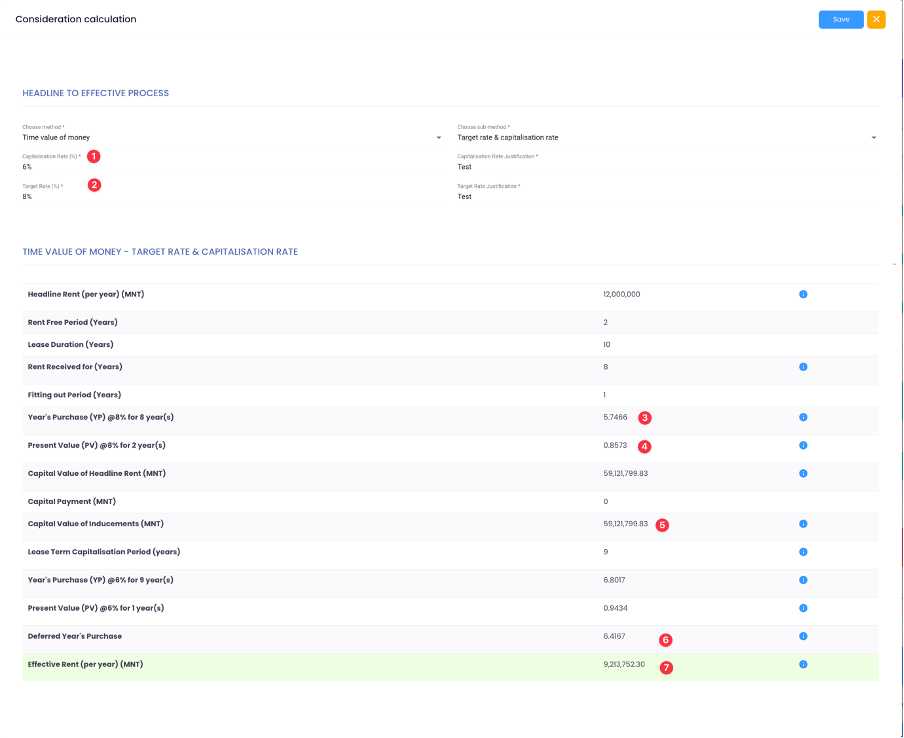 Consideration calculation
Save
HEADLINE TO EFFECTIVE PROCESS
Choose method *
Choose sub-method *
Time value of money
Target rate & capitalisation rate
Capitalisation Rate (%) * 1
Capitalisation Rate Justification *
6%
Test
Target Rate (%) * 2
Target Rate Justification *
8%
Test
TIME VALUE OF MONEY - TARGET RATE & CAPITALISATION RATE
Headline Rent (per year) (MNT) 12,000,000
Rent Free Period (Years) 2
Lease Duration (Years) 10
Rent Received for (Years) 8
Fitting out Period (Years) 1
Year's Purchase (YP) @8% for 8 year(s) 5.7466 3
Present Value (PV) @8% for 2 year(s) 0.8573 4
Capital Value of Headline Rent (MNT) 59,121,799.83
Capital Payment (MNT) 0
Capital Value of Inducements (MNT) 59,121,799.83 5
Lease Term Capitalisation Period (years) 9
Year's Purchase (YP) @6% for 9 year(s) 6.8017
Present Value (PV) @6% for 1 year(s) 0.9434
Deferred Year's Purchase 6.4167 6
Effective Rent (per year) (MNT) 9,213,752.30 7